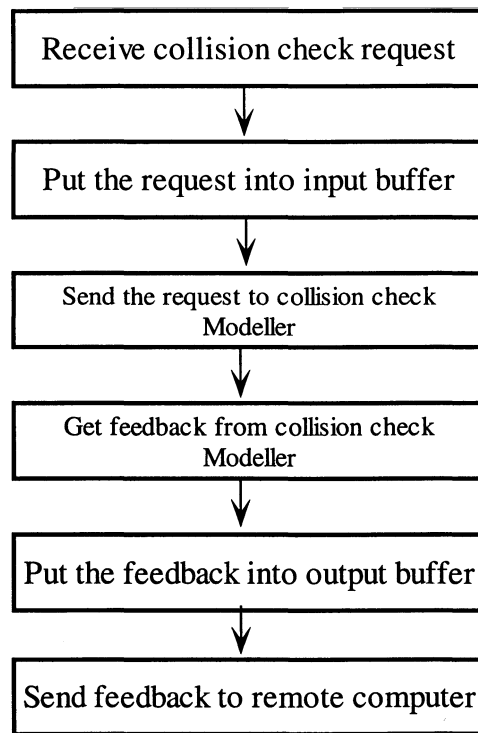 Receive collision check request
Put the request into input buffer
Send the request to collision check
Modeller
Get feedback from collision check
Modeller
Put the feedback into output buffer
Send feedback to remote computer